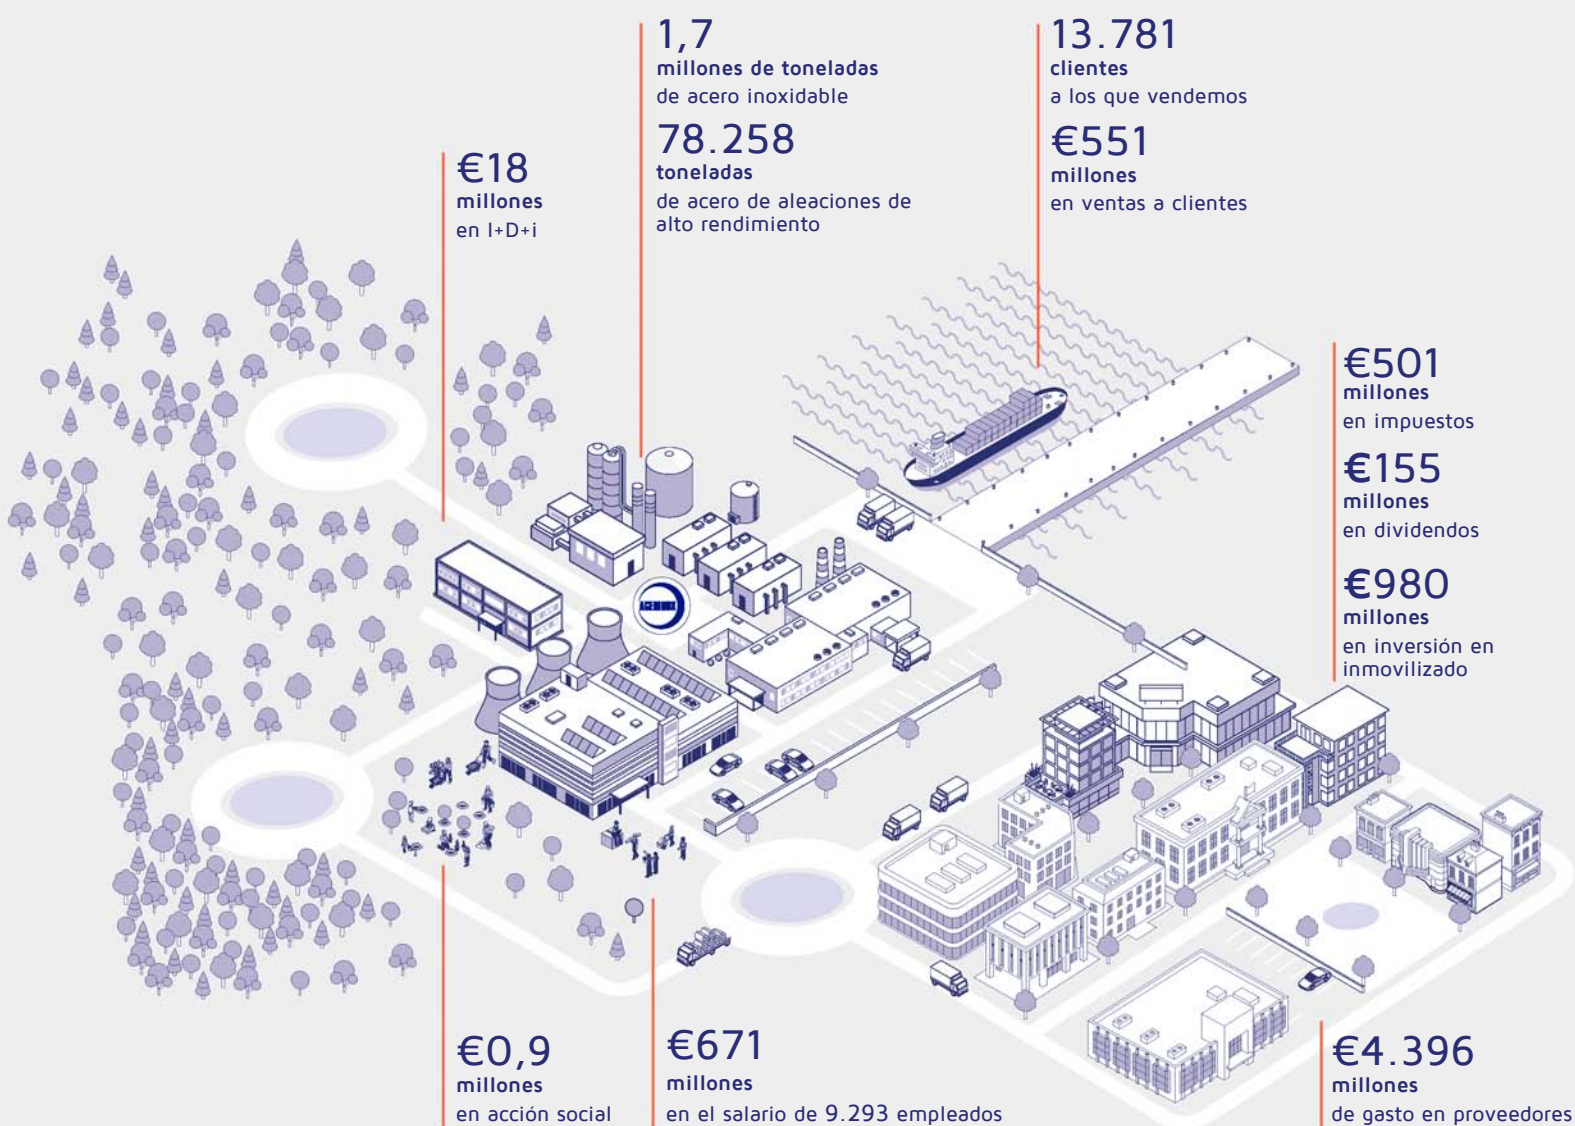 1,7
millones de toneladas
de acero inoxidable
78.258
toneladas
de acero de aleaciones de
alto rendimiento
13.781
clientes
a los que vendemos
€551
millones
en ventas a clientes
€18
millones
en I+D+i
€501
millones
en impuestos
€155
millones
en dividendos
€980
millones
en inversión en
inmovilizado
€0,9
millones
en acción social
€671
millones
en el salario de 9.293 empleados
€4.396
millones
de gasto en proveedores